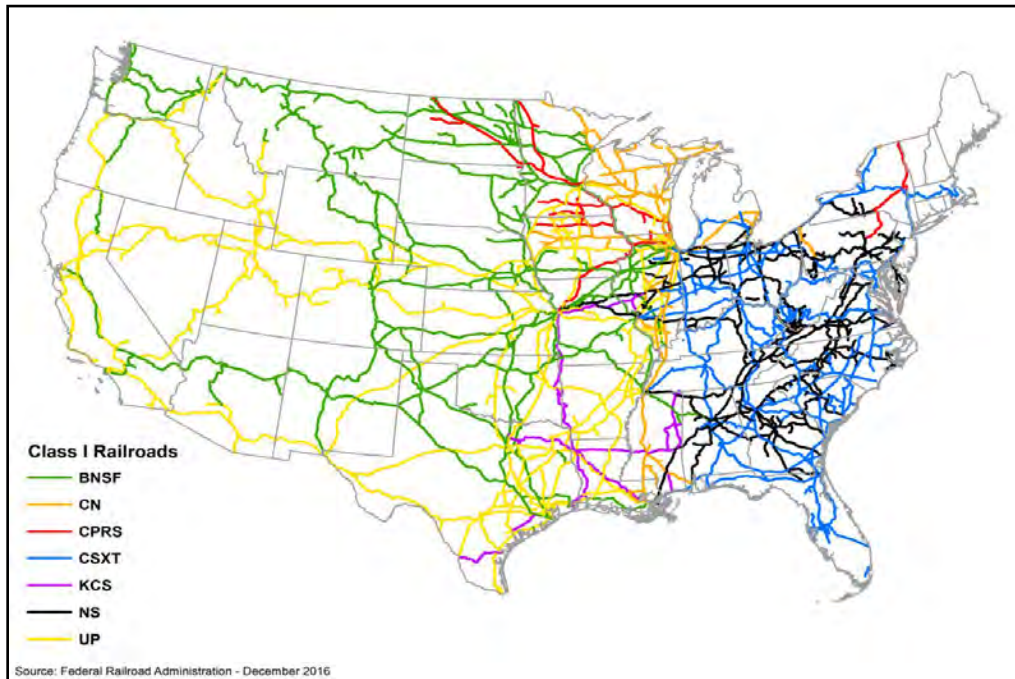 Class I Railroads
BNSF
CN
CPRS
CSXT
KCS
NS
UP
Source: Federal Railroad Administration - December 2016